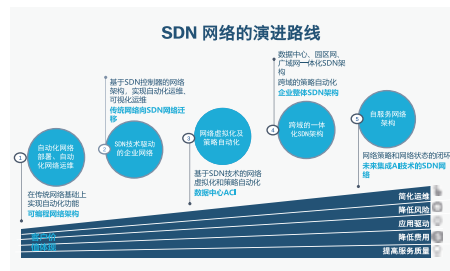 SDN 网络的演进路线
1
自动化网络
部署、自动
化网络运维
在传统网络基础上
实现自动化功能
可编程网络架构
基于SDN控制器的网络
架构，实现自动化运维、
可视化运维
传统网络向SDN网络迁
移
2
SDN技术驱动
的企业网络
3
网络虚拟化及
策略自动化
基于SDN技术的网络
虚拟化和策略自动化
数据中心ACI
数据中心、园区网、
广域网一体化SDN架
构
跨域的策略自动化
企业整体SDN架构
4
跨域的一体
化SDN架构
5
自服务网络
架构
网络策略和网络状态的闭环
未来集成AI技术的SDN网
络
客户价
值体现
简化运维
降低风险
应用驱动
降低费用
提高服务质量